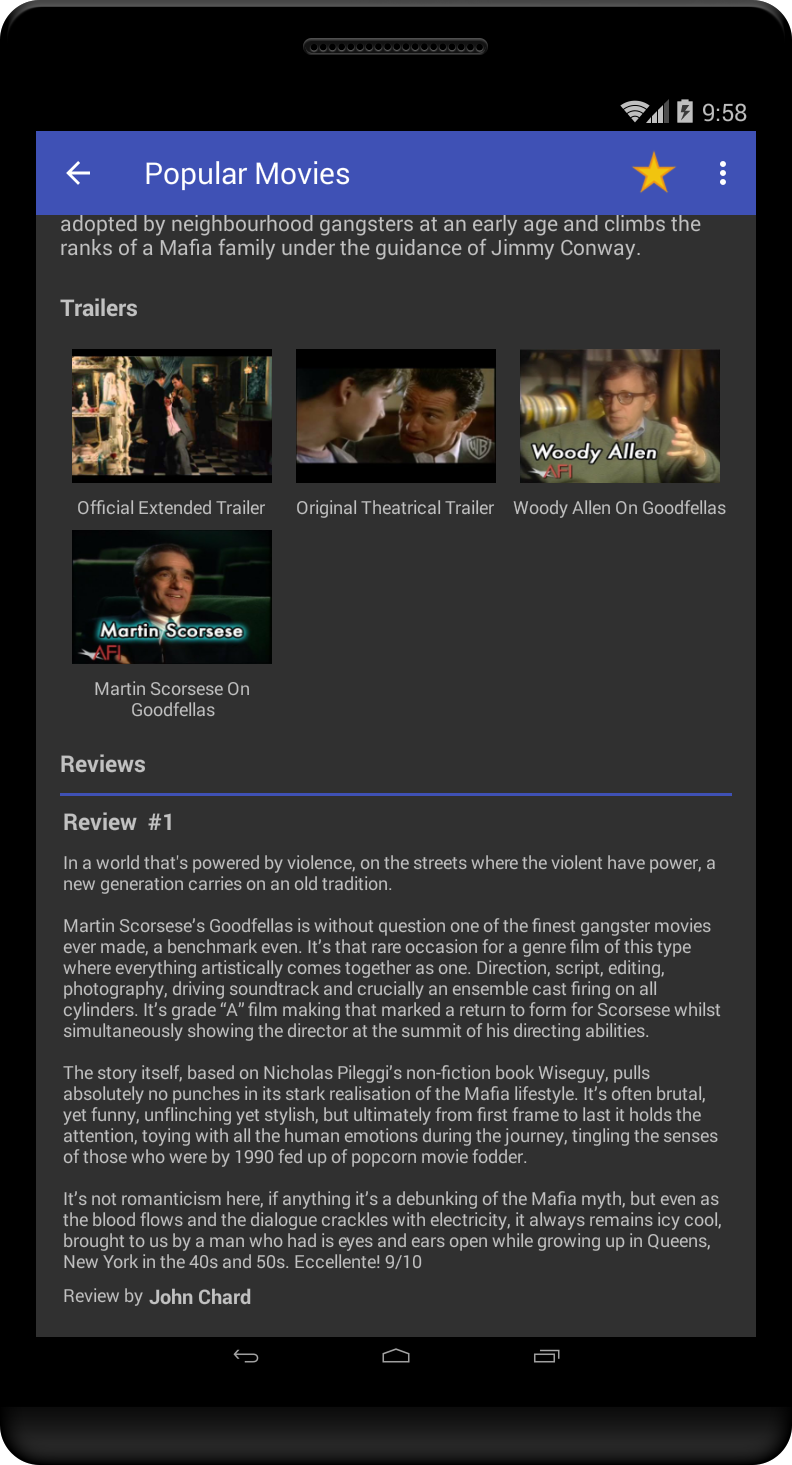 9:58
Popular Movies
adopted by neighbourhood gangsters at an early age and climbs the
ranks of a Mafia family under the guidance of Jimmy Conway.
Trailers
WB
Woody Allen
AFI
Official Extended Trailer
Original Theatrical Trailer
Woody Allen On Goodfellas
Martin Scorsese
AFI
Martin Scorsese On
Goodfellas
Reviews
Review #1
In a world that's powered by violence, on the streets where the violent have power, a
new generation carries on an old tradition.
Martin Scorsese’s Goodfellas is without question one of the finest gangster movies
ever made, a benchmark even. It’s that rare occasion for a genre film of this type
where everything artistically comes together as one. Direction, script, editing,
photography, driving soundtrack and crucially an ensemble cast firing on all
cylinders. It’s grade “A” film making that marked a return to form for Scorsese whilst
simultaneously showing the director at the summit of his directing abilities.
The story itself, based on Nicholas Pileggi’s non-fiction book Wiseguy, pulls
absolutely no punches in its stark realisation of the Mafia lifestyle. It’s often brutal,
yet funny, unflinching yet stylish, but ultimately from first frame to last it holds the
attention, toying with all the human emotions during the journey, tingling the senses
of those who were by 1990 fed up of popcorn movie fodder.
It’s not romanticism here, if anything it’s a debunking of the Mafia myth, but even as
the blood flows and the dialogue crackles with electricity, it always remains icy cool,
brought to us by a man who had is eyes and ears open while growing up in Queens,
New York in the 40s and 50s. Eccellente! 9/10
Review by John Chard